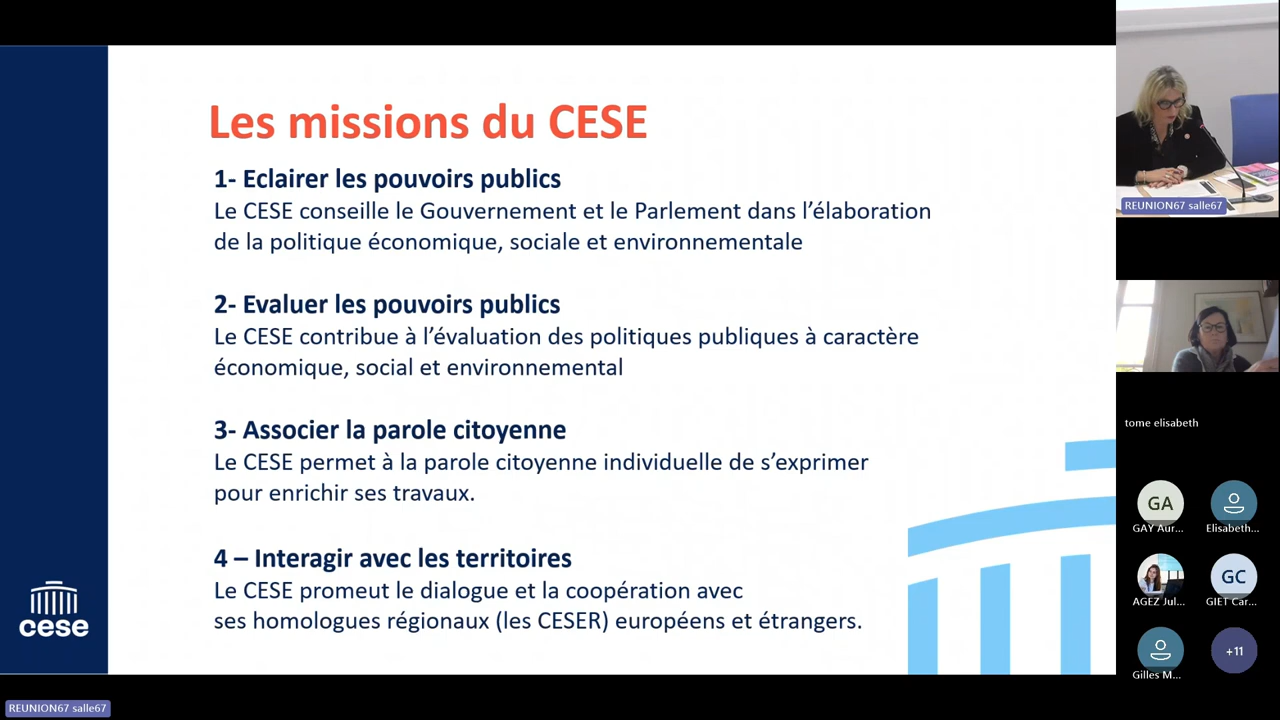 Les missions du CESE
1- Eclairer les pouvoirs publics
Le CESE conseille le Gouvernement et le Parlement dans l’élaboration
de la politique économique, sociale et environnementale
2- Evaluer les pouvoirs publics
Le CESE contribue à l’évaluation des politiques publiques à caractère
économique, social et environnemental
3- Associer la parole citoyenne
Le CESE permet à la parole citoyenne individuelle de s’exprimer
pour enrichir ses travaux.
4 – Interagir avec les territoires
Le CESE promeut le dialogue et la coopération avec
ses homologues régionaux (les CESER) européens et étrangers.
cese
REUNION67 salle67
REUNION67 salle67
tome elisabeth
GA
GAY Aur...
Elisabeth...
AGEZ Jul...
GC
GIET Car...
Gilles M...
+11